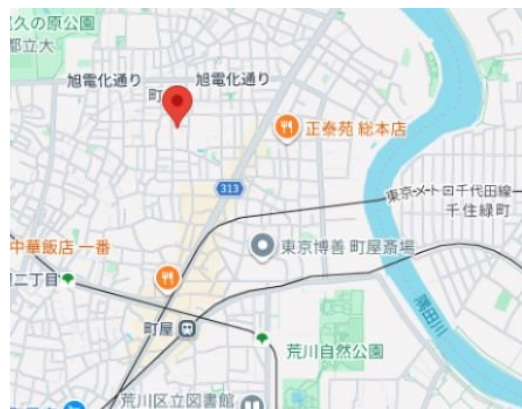 尾久の原公園
都立大
旭電化通り
旭電化通り
町
正泰苑 総本店
313
東京メトロ千代田線
千住緑町
中華飯店 一番
東京博善 町屋斎場
二丁目
町屋
隅田川
荒川自然公園
荒川区立図書館